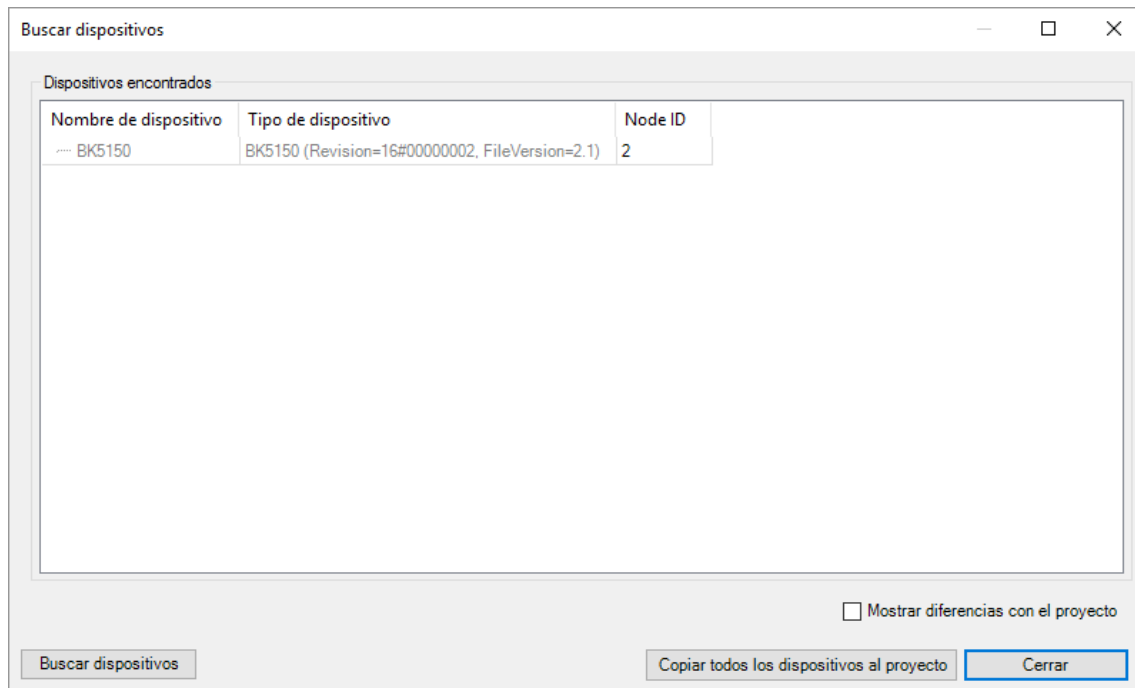 Buscar dispositivos
Dispositivos encontrados
Nombre de dispositivo Tipo de dispositivo Node ID
BK5150 BK5150 (Revision=16#00000002, FileVersion=2.1) 2
Mostrar diferencias con el proyecto
Buscar dispositivos Copiar todos los dispositivos al proyecto Cerrar